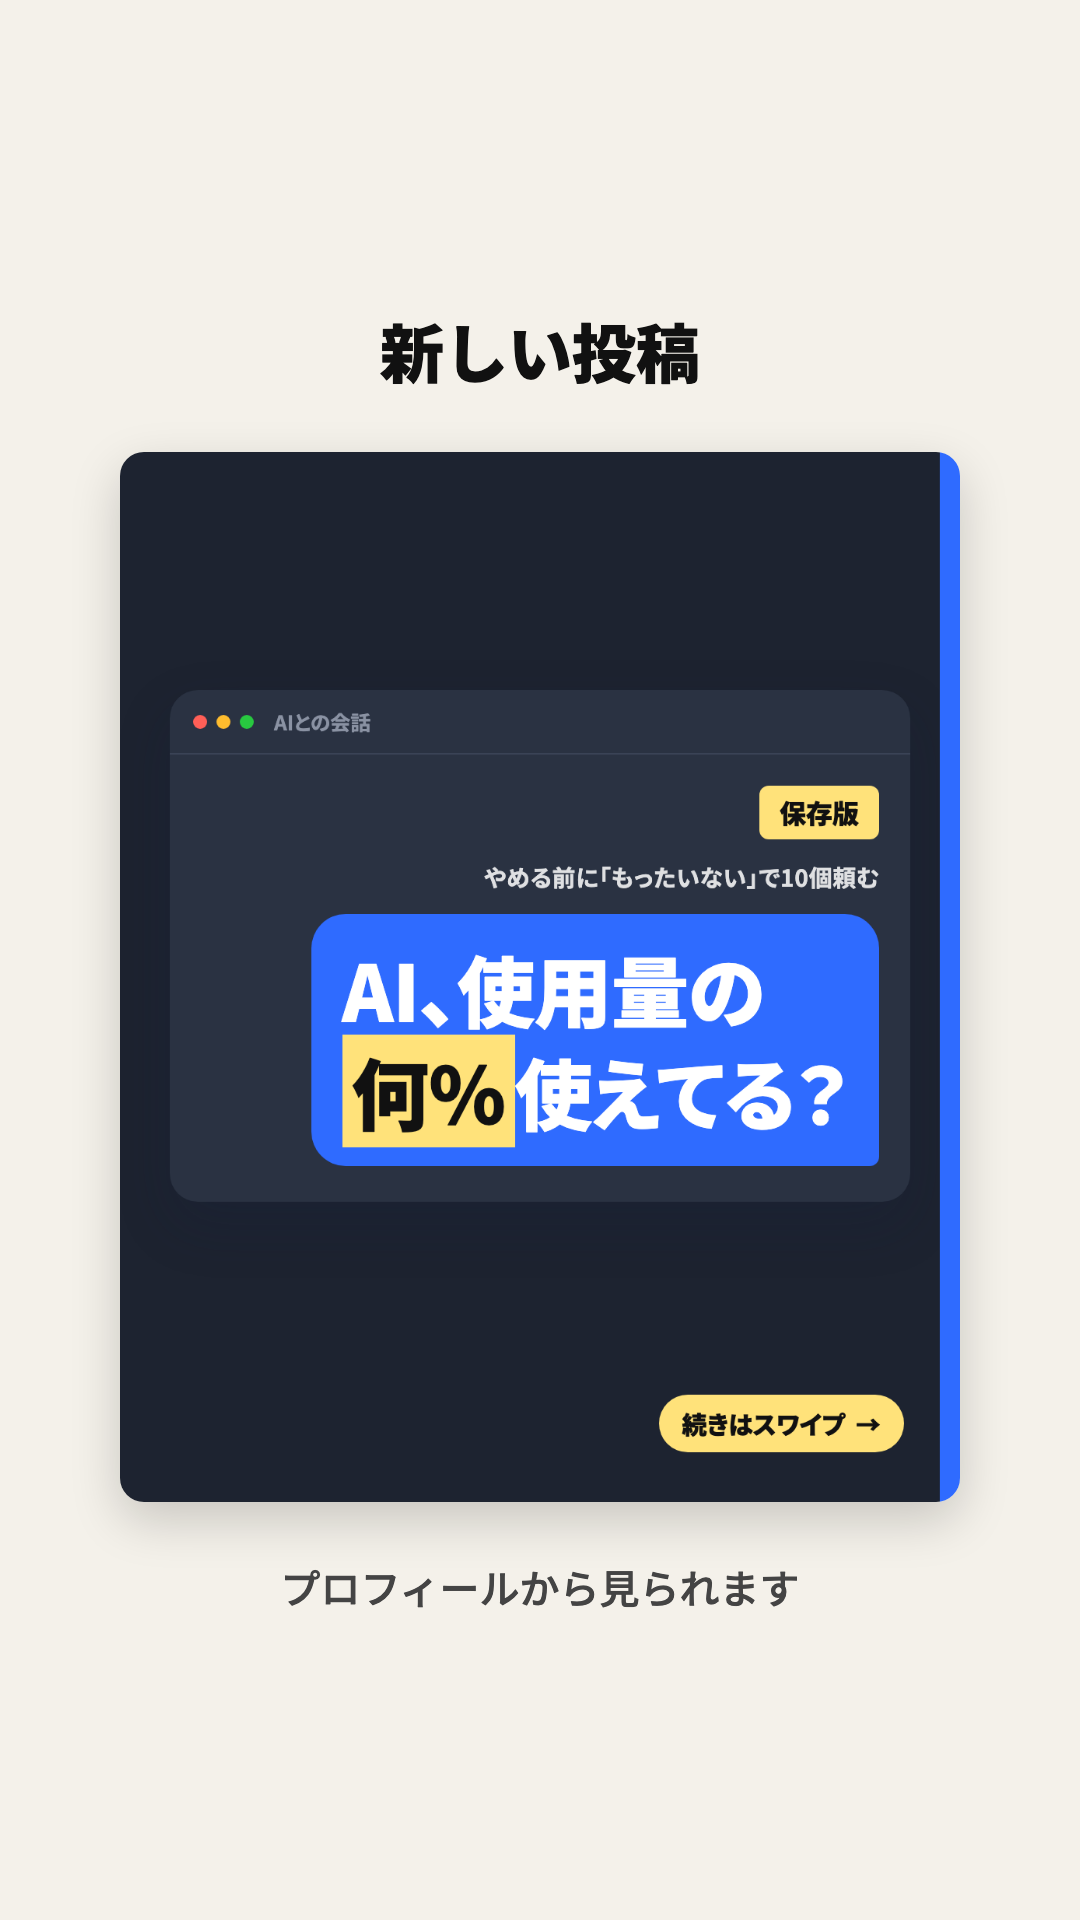 新しい投稿
AIとの会話
保存版
やめる前に「もったいない」で10個頼む
AI、使用量の
何%使えてる？
続きはスワイプ →
プロフィールから見られます